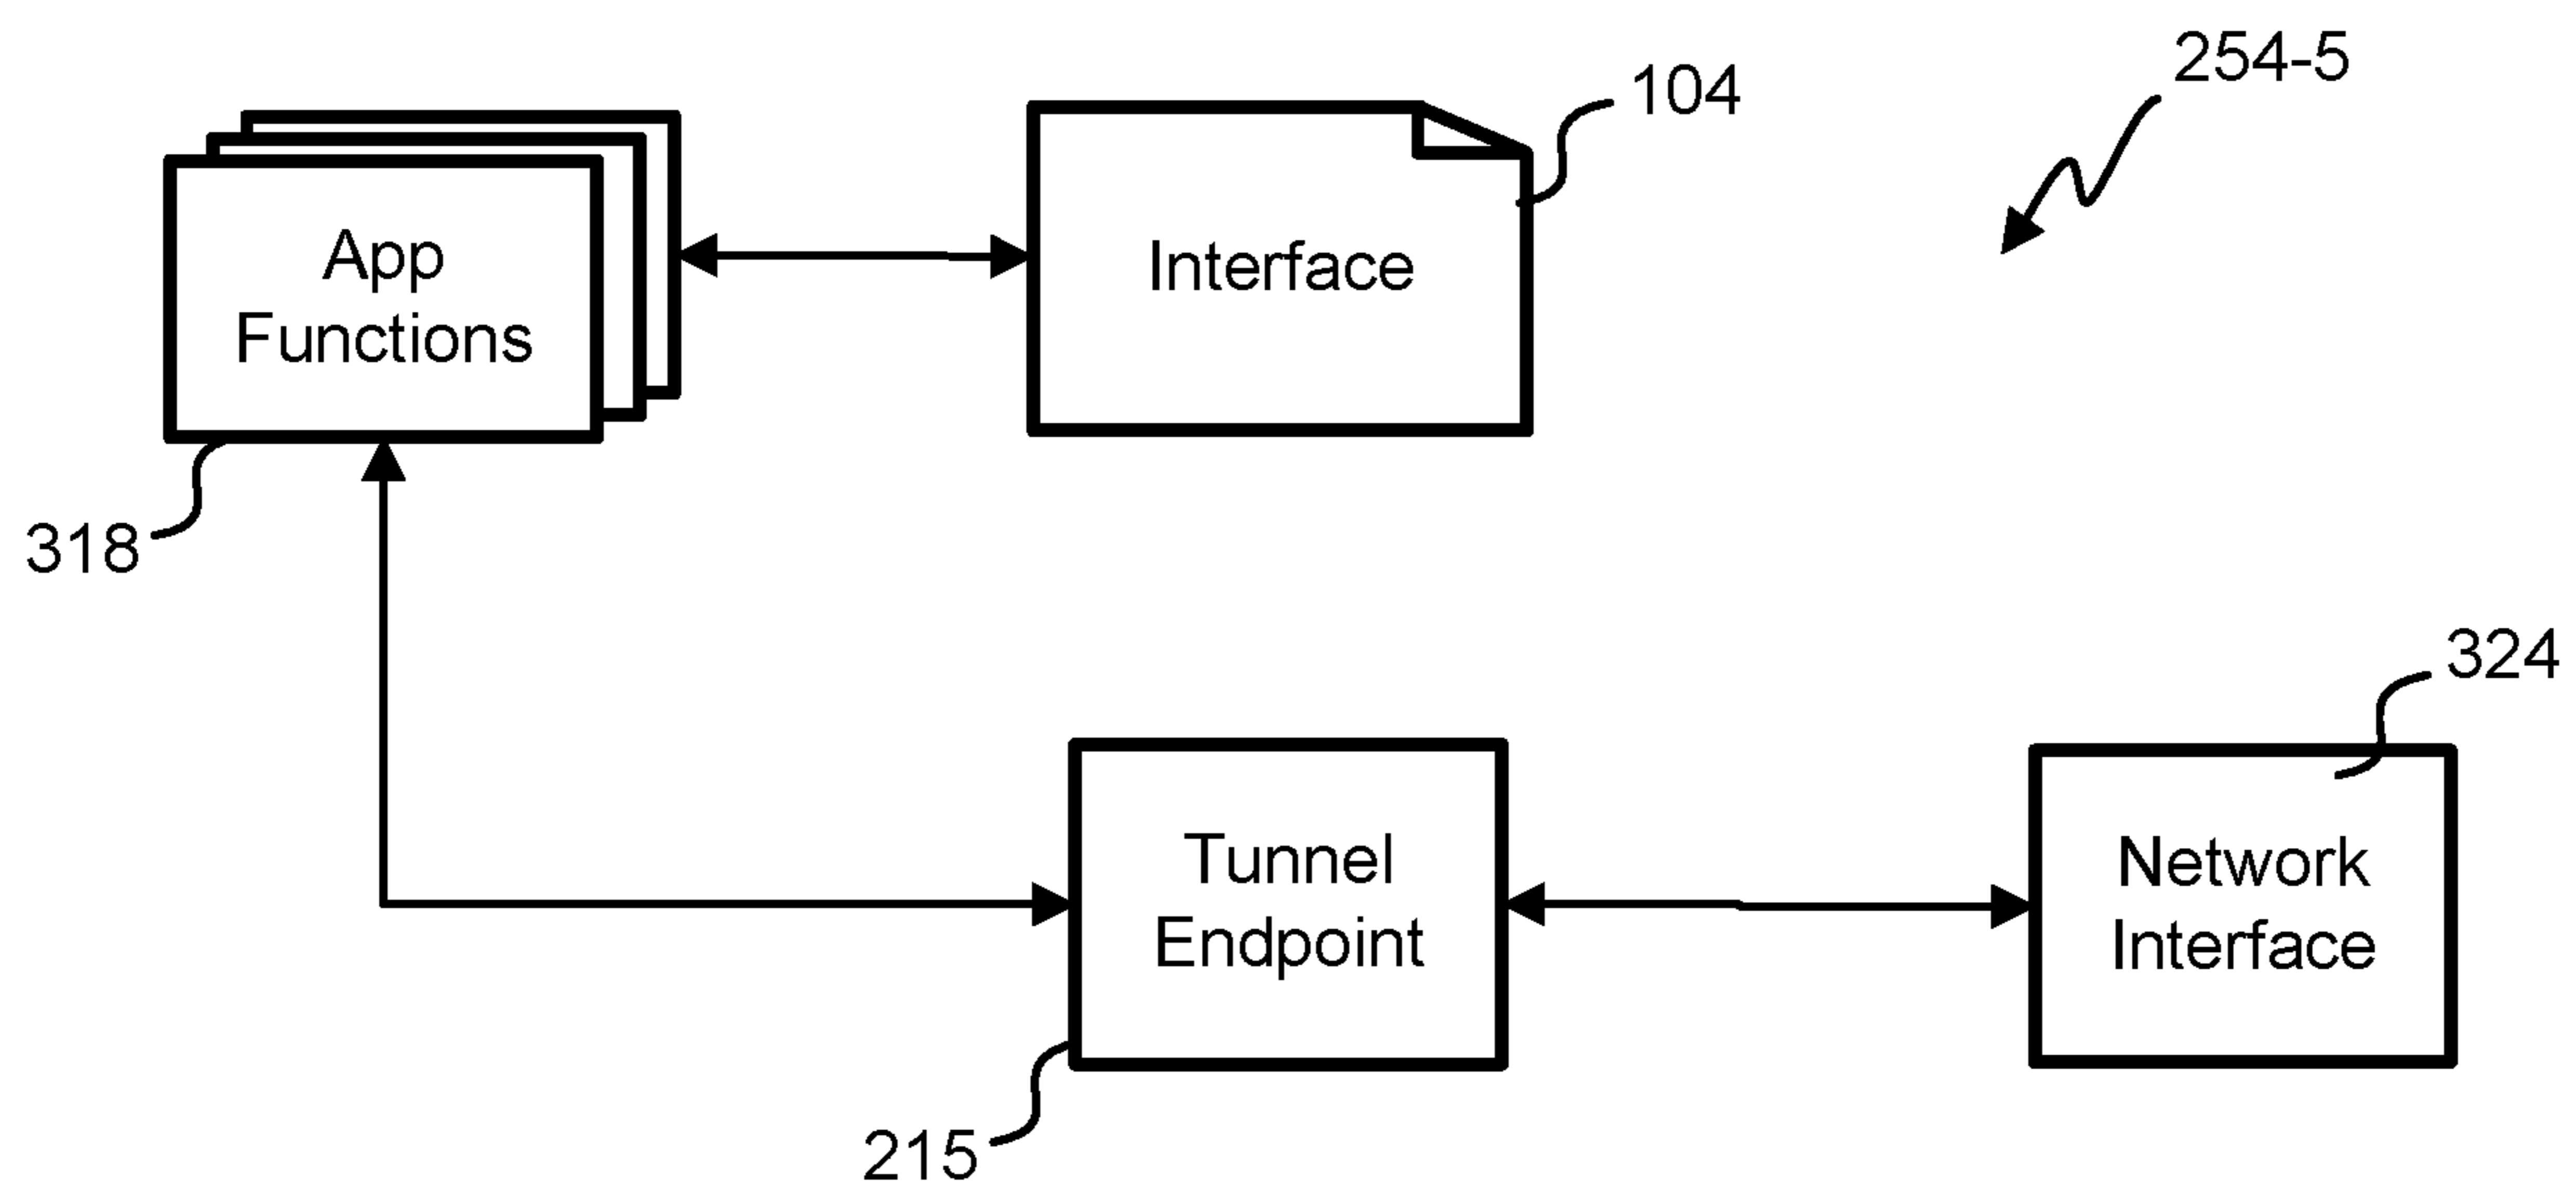 254-5
104
App
Functions
Interface
318
324
Tunnel
Endpoint
Network
Interface
215